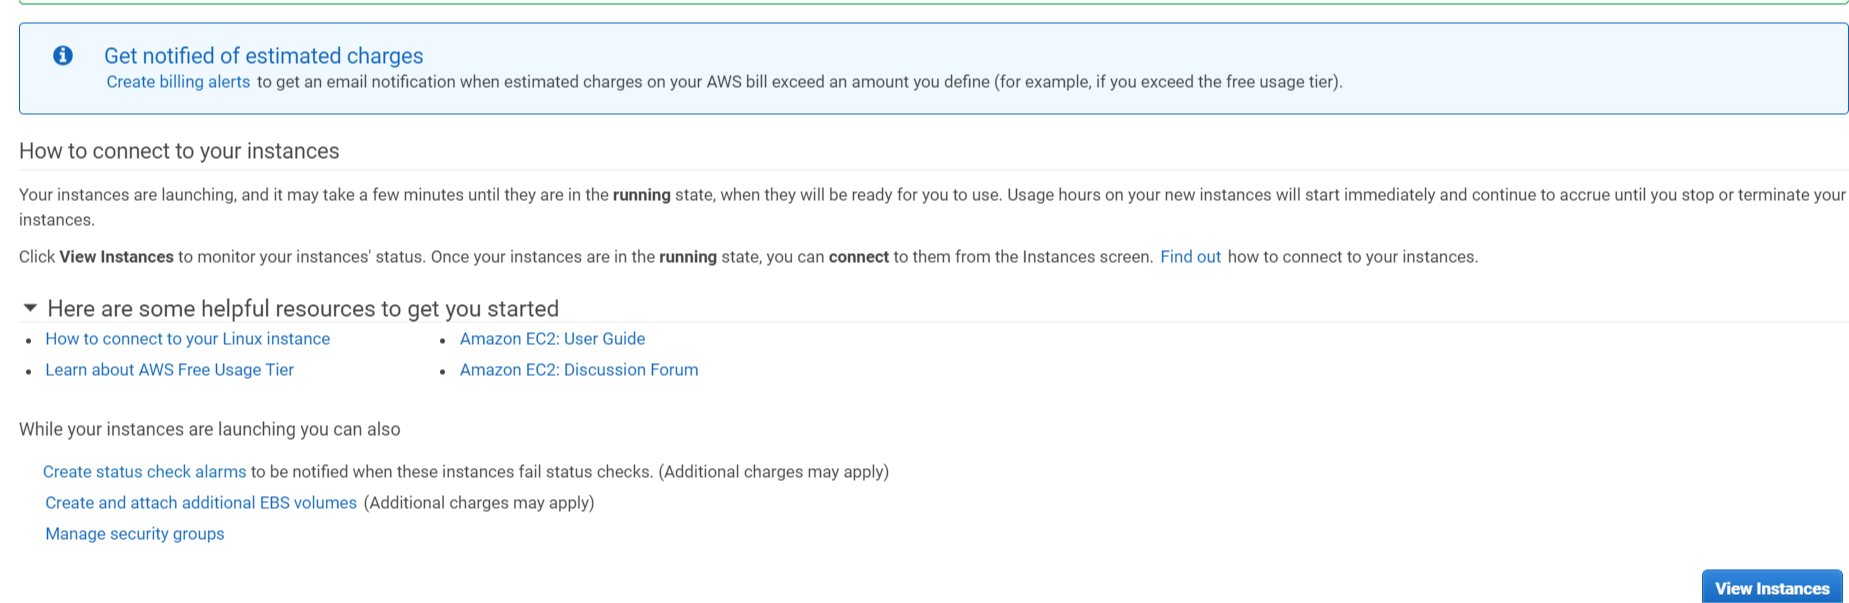 Get notified of estimated charges
Create billing alerts to get an email notification when estimated charges on your AWS bill exceed an amount you define (for example, if you exceed the free usage tier).
How to connect to your instances
Your instances are launching, and it may take a few minutes until they are in the running state, when they will be ready for you to use. Usage hours on your new instances will start immediately and continue to accrue until you stop or terminate your
instances.
Click View Instances to monitor your instances' status. Once your instances are in the running state, you can connect to them from the Instances screen. Find out how to connect to your instances.
Here are some helpful resources to get you started
• How to connect to your Linux instance
• Amazon EC2: User Guide
• Learn about AWS Free Usage Tier
• Amazon EC2: Discussion Forum
While your instances are launching you can also
Create status check alarms to be notified when these instances fail status checks. (Additional charges may apply)
Create and attach additional EBS volumes (Additional charges may apply)
Manage security groups
View Instances